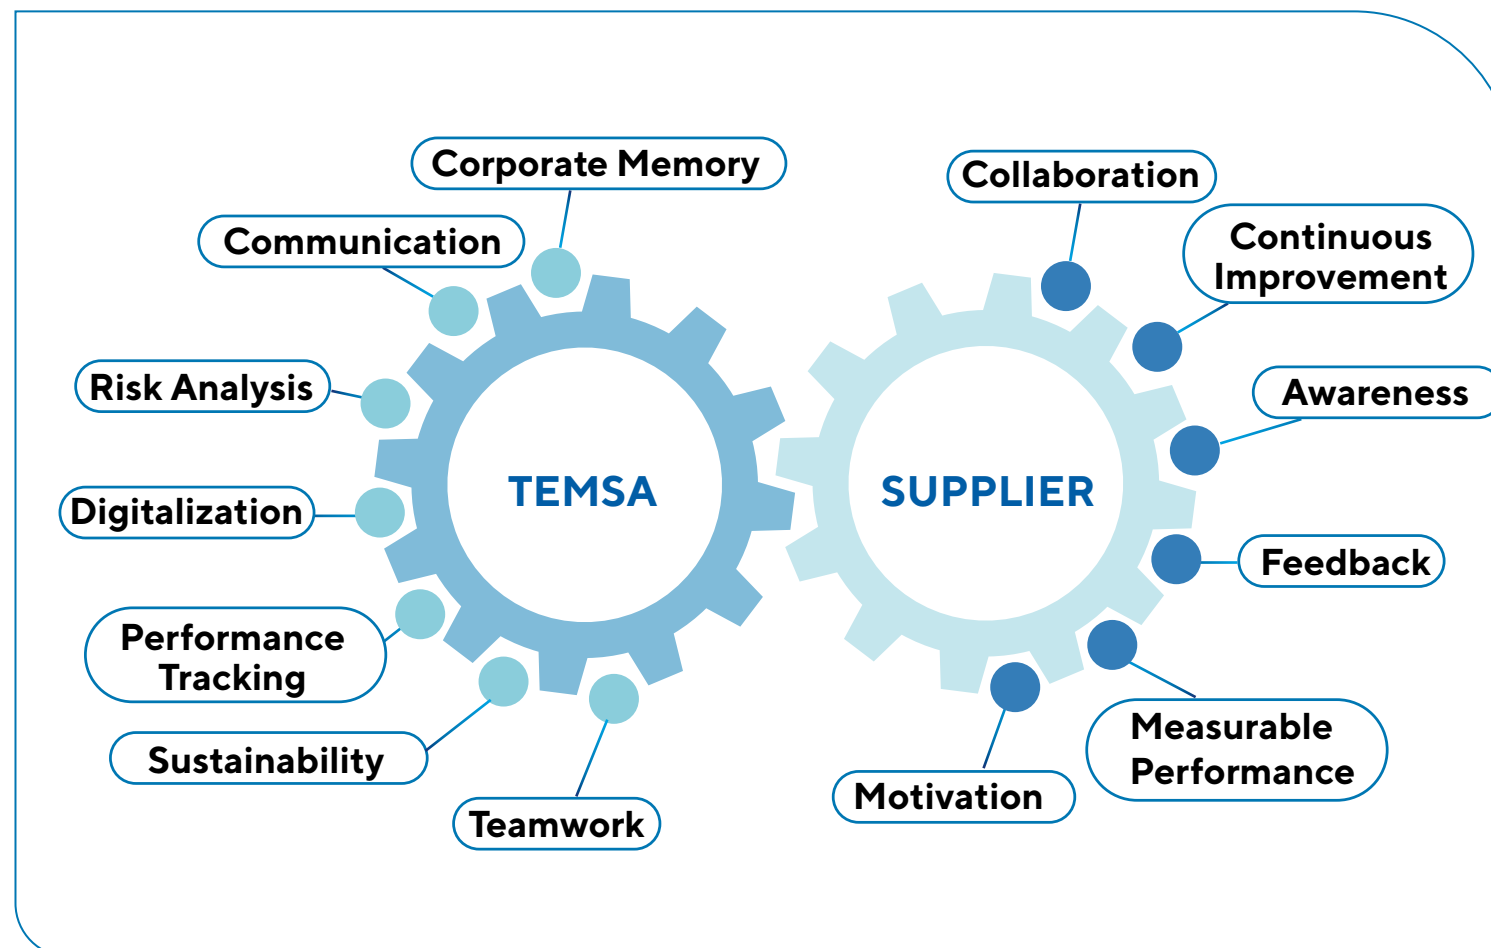 Corporate Memory
Communication
Risk Analysis
Digitalization
Performance
Tracking
Sustainability
Teamwork
TEMSA
SUPPLIER
Collaboration
Continuous
Improvement
Awareness
Feedback
Measurable
Performance
Motivation